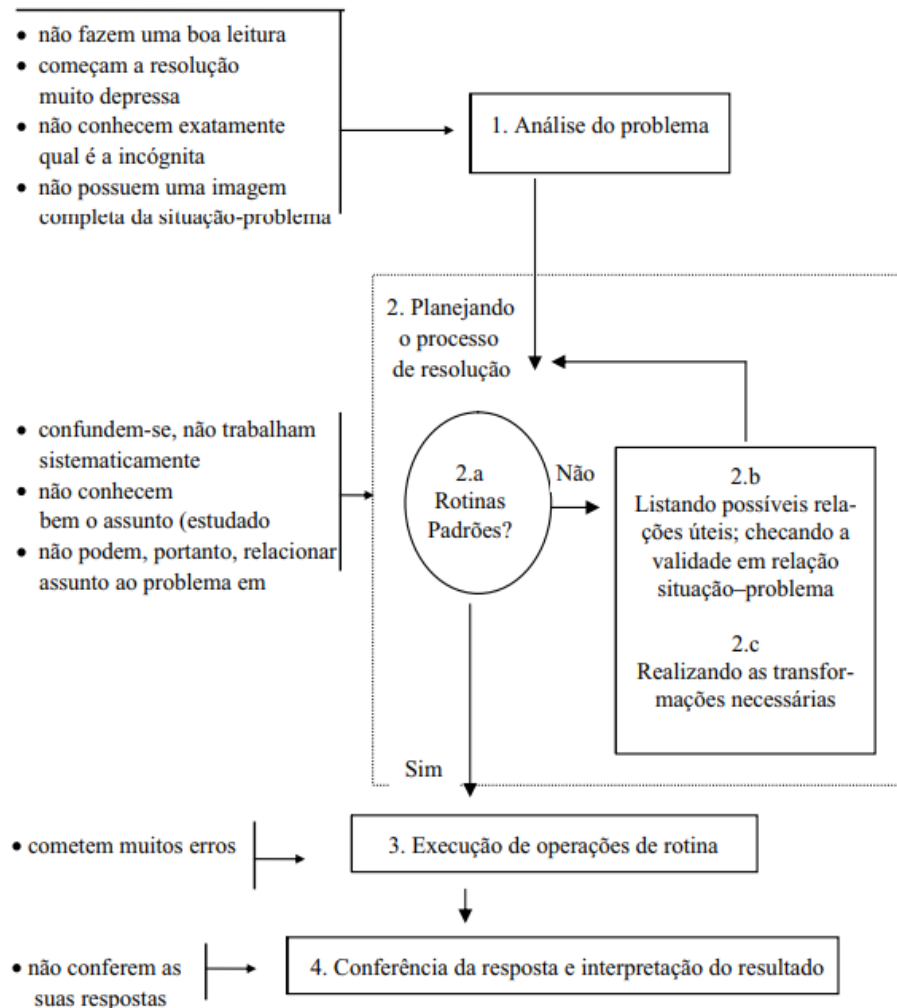 • não fazem uma boa leitura
• começam a resolução
muito depressa
• não conhecem exatamente
qual é a incógnita
• não possuem uma imagem
completa da situação-problema
1. Análise do problema
2. Planejando
o processo
de resolução
• confundem-se, não trabalham
sistematicamente
• não conhecem
bem o assunto (estudado
• não podem, portanto, relacionar
assunto ao problema em
2.a
Rotinas
Padrões?
Não
2.b
Listando possíveis rela-
ções úteis; checando a
validade em relação
situação–problema
2.c
Realizando as transfor-
mações necessárias
Sim
• cometem muitos erros
3. Execução de operações de rotina
• não conferem as
suas respostas
4. Conferência da resposta e interpretação do resultado